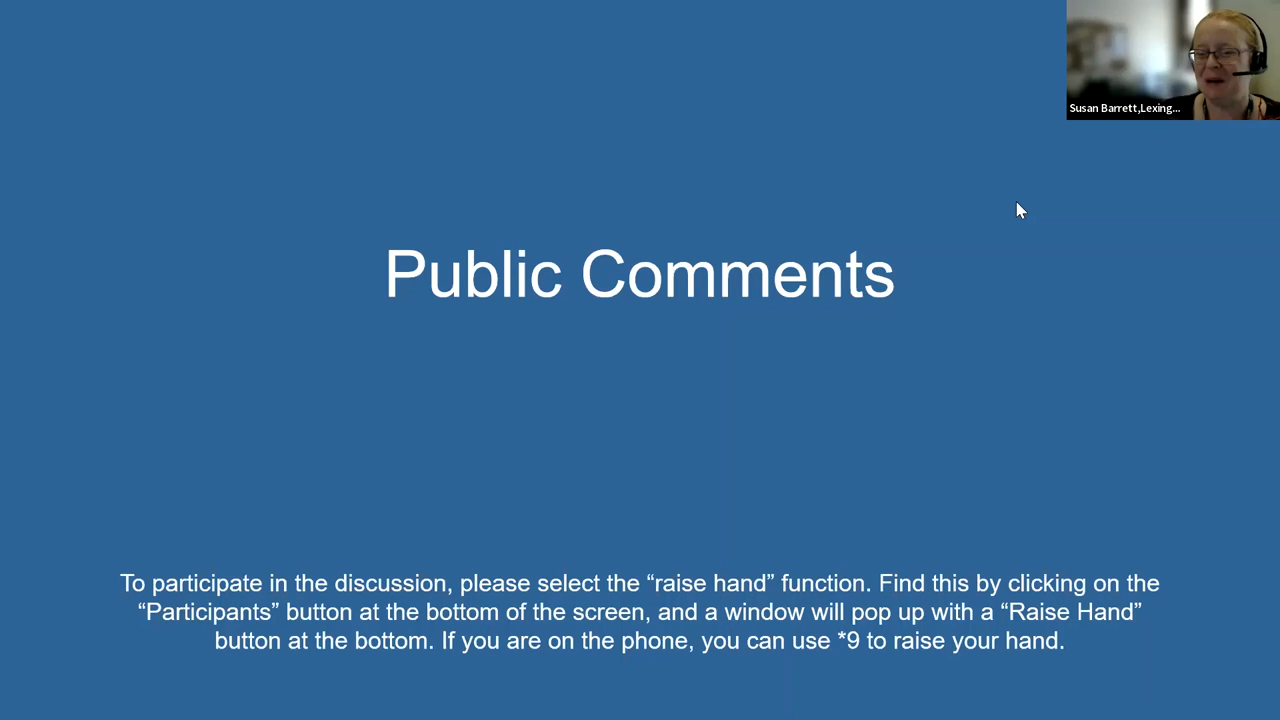 Susan Barrett,Lexing...
Public Comments
To participate in the discussion, please select the “raise hand” function. Find this by clicking on the
“Participants” button at the bottom of the screen, and a window will pop up with a “Raise Hand”
button at the bottom. If you are on the phone, you can use *9 to raise your hand.